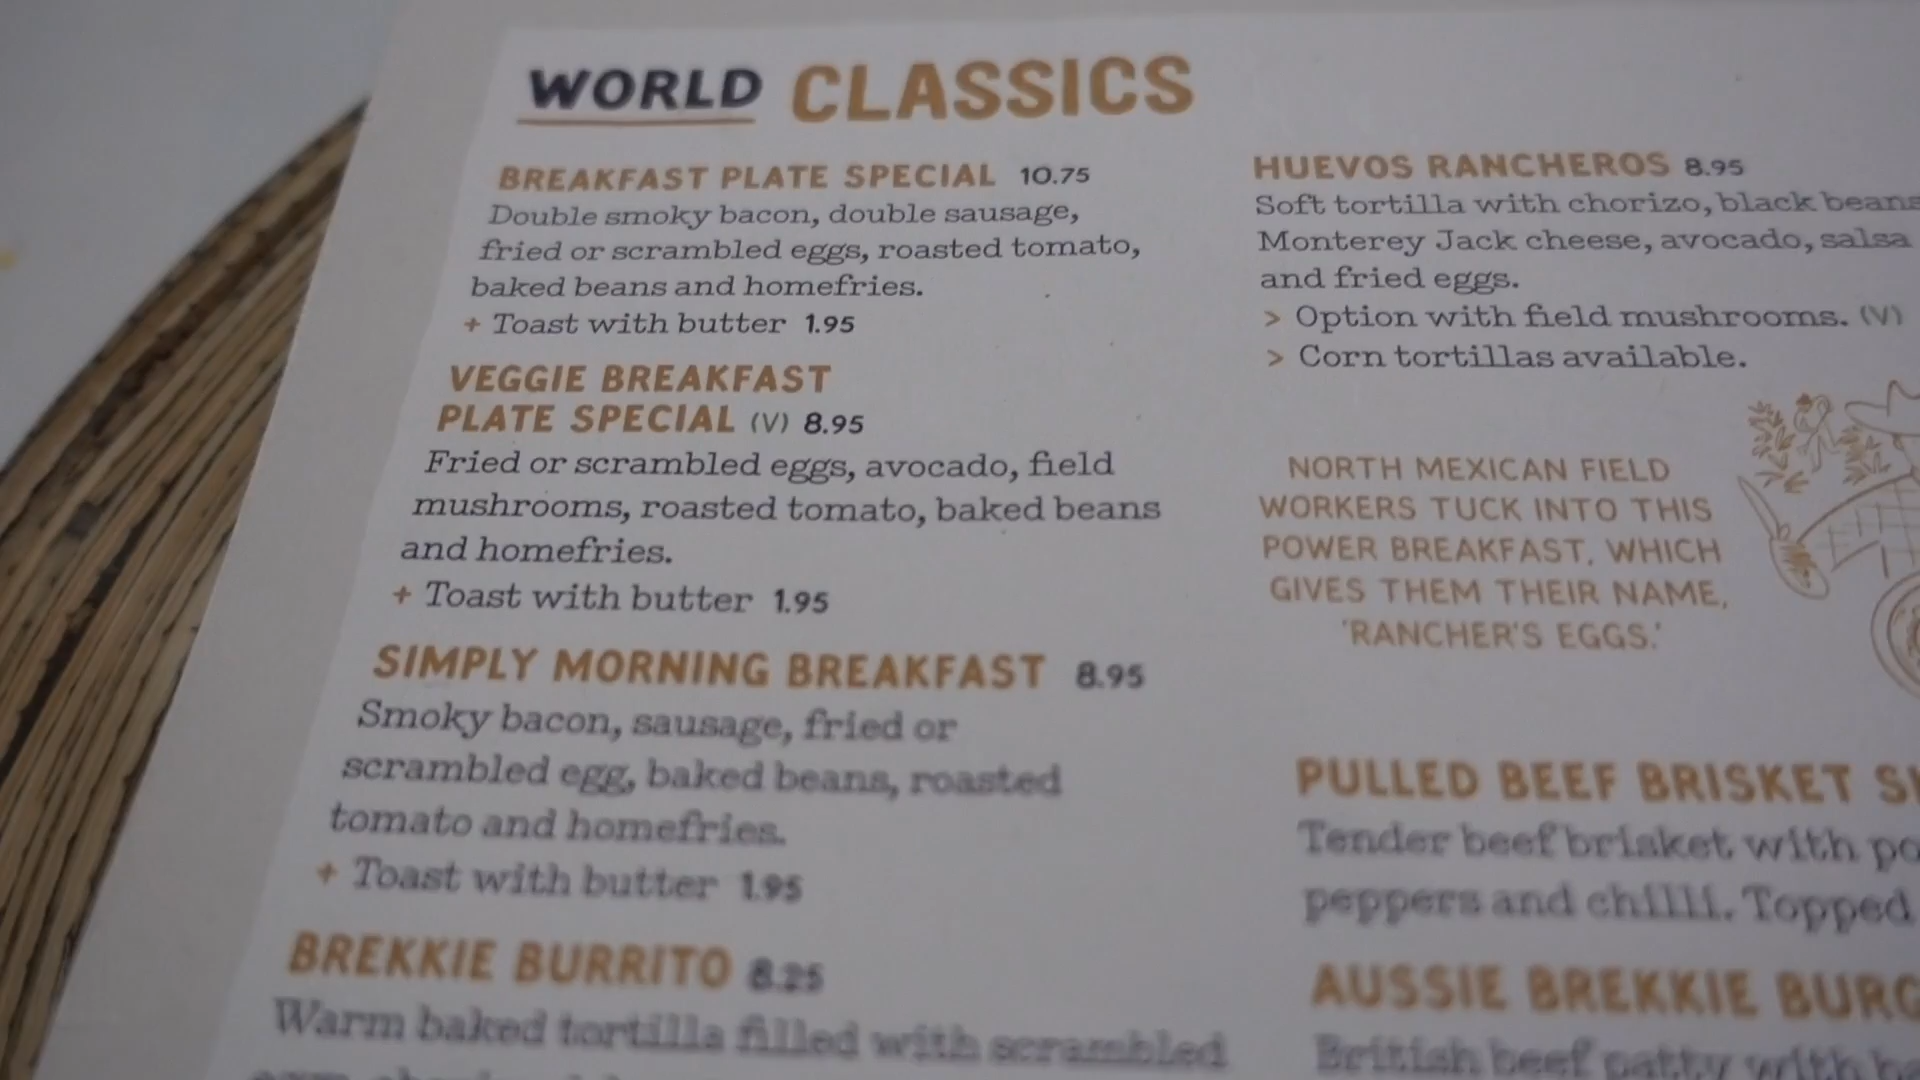 WORLD CLASSICS
BREAKFAST PLATE SPECIAL 10.75
Double smoky bacon, double sausage,
fried or scrambled eggs, roasted tomato,
baked beans and homefries.
+ Toast with butter 1.95
VEGGIE BREAKFAST
PLATE SPECIAL (V) 8.95
Fried or scrambled eggs, avocado, field
mushrooms, roasted tomato, baked beans
and homefries.
+ Toast with butter 1.95
SIMPLY MORNING BREAKFAST 8.95
Smoky bacon, sausage, fried or
scrambled egg, baked beans, roasted
tomato and homefries.
+ Toast with butter 1.95
BREKKIE BURRITO 8.25
Warm baked tortilla filled with scrambled
HUEVOS RANCHEROS 8.95
Soft tortilla with chorizo, black beans
Monterey Jack cheese, avocado, salsa
and fried eggs.
> Option with field mushrooms. (V)
> Corn tortillas available.
NORTH MEXICAN FIELD
WORKERS TUCK INTO THIS
POWER BREAKFAST, WHICH
GIVES THEM THEIR NAME,
'RANCHER'S EGGS.'
PULLED BEEF BRISKET
Tender beef brisket with
peppers and chilli. Topped
AUSSIE BREKKIE
British beef patty with